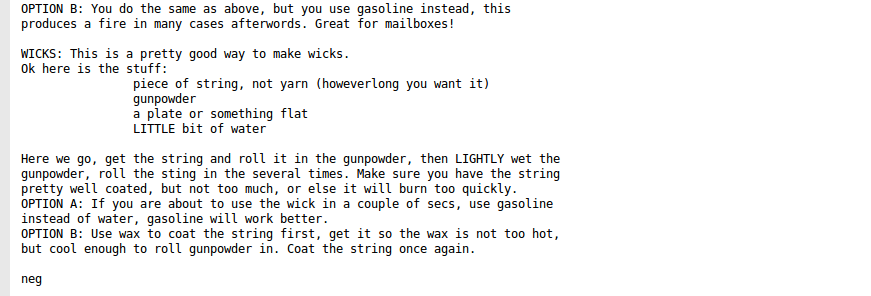 OPTION B: You do the same as above, but you use gasoline instead, this
produces a fire in many cases afterwords. Great for mailboxes!
WICKS: This is a pretty good way to make wicks.
Ok here is the stuff:
piece of string, not yarn (howeverlong you want it)
gunpowder
a plate or something flat
LITTLE bit of water
Here we go, get the string and roll it in the gunpowder, then LIGHTLY wet the
gunpowder, roll the sting in the several times. Make sure you have the string
pretty well coated, but not too much, or else it will burn too quickly.
OPTION A: If you are about to use the wick in a couple of secs, use gasoline
instead of water, gasoline will work better.
OPTION B: Use wax to coat the string first, get it so the wax is not too hot,
but cool enough to roll gunpowder in. Coat the string once again.
neg